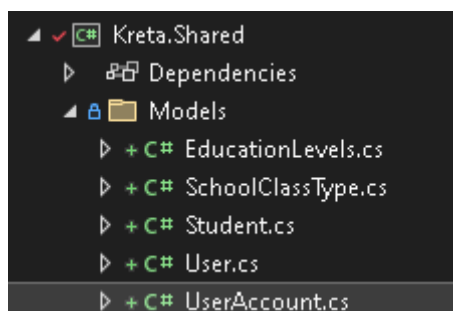 C# Kreta.Shared
Dependencies
Models
+ C# EducationLevels.cs
+ C# SchoolClassType.cs
+ C# Student.cs
+ C# User.cs
+ C# UserAccount.cs